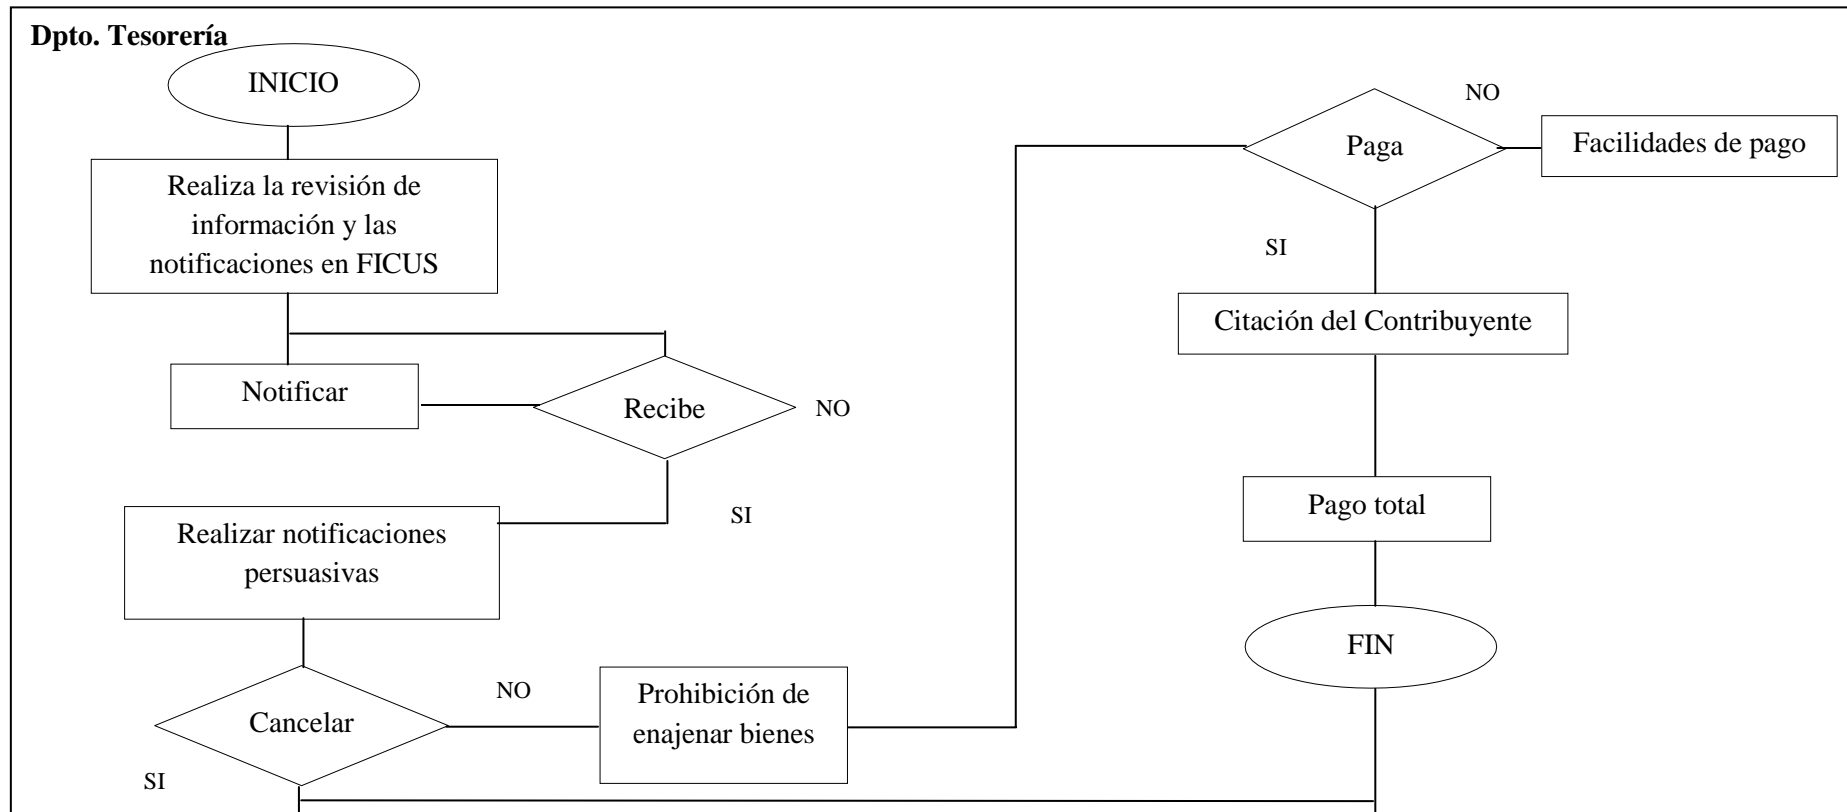 Dpto. Tesorería
INICIO
Realiza la revisión de
información y las
notificaciones en FICUS
Notificar
Recibe
NO
SI
Realizar notificaciones
persuasivas
Cancelar
NO
SI
Prohibición de
enajenar bienes
Paga
NO
Facilidades de pago
SI
Citación del Contribuyente
Pago total
FIN